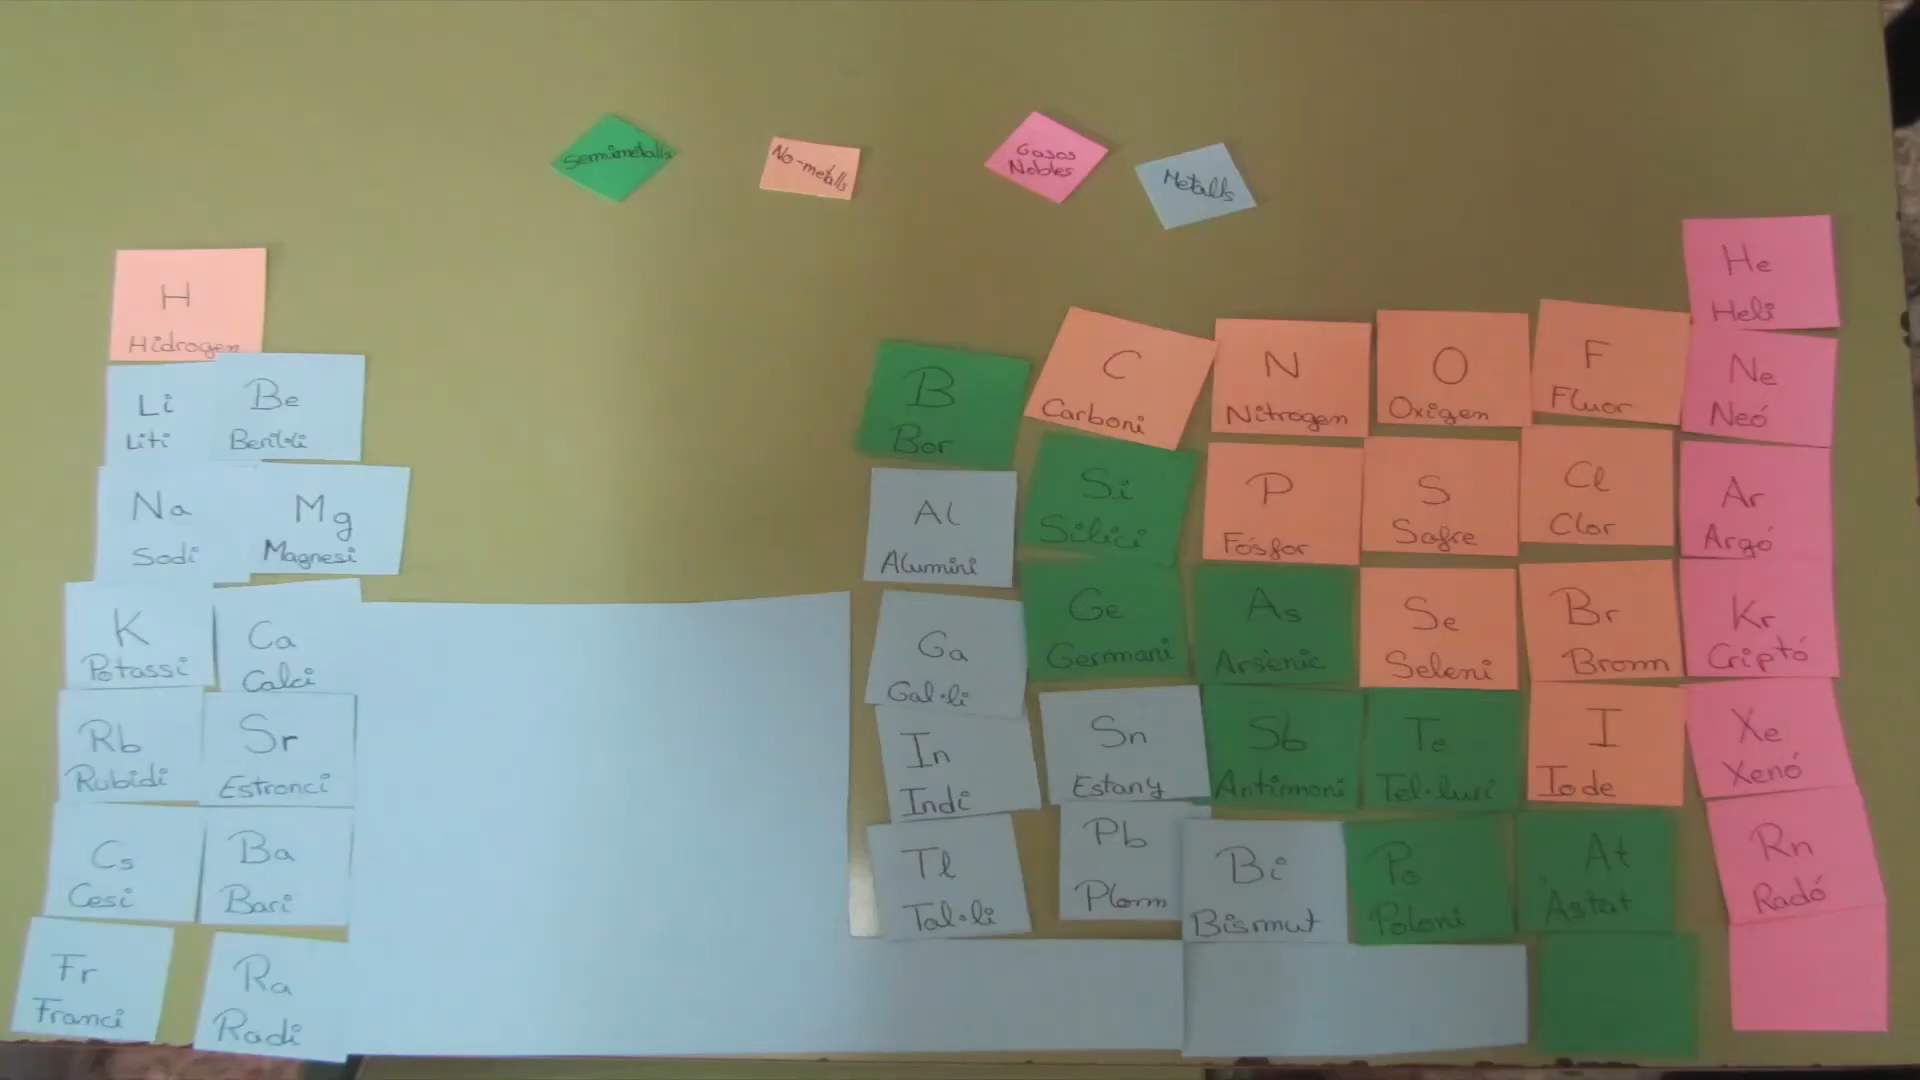 Semimetalls
No-metalls
Gasos
Nobles
Metalls
H
Hidrogen
He
Heli
Li
Liti
Be
Beril·li
B
Bor
C
Carboni
N
Nitrogen
O
Oxigen
F
Fluor
Ne
Neó
Na
Sodi
Mg
Magnesi
Al
Alumini
Si
Silici
P
Fósfor
S
Sofre
Cl
Clor
Ar
Argó
K
Potassi
Ca
Calci
Ga
Gal·li
Ge
Germani
As
Arsènic
Se
Seleni
Br
Brom
Kr
Criptó
Rb
Rubidi
Sr
Estronci
In
Indi
Sn
Estany
Sb
Antimoni
Te
Tel·luri
I
Iode
Xe
Xenó
Cs
Cesi
Ba
Bari
Tl
Tal·li
Pb
Plom
Bi
Bismut
Po
Poloni
At
Astat
Rn
Radó
Fr
Franci
Ra
Radi